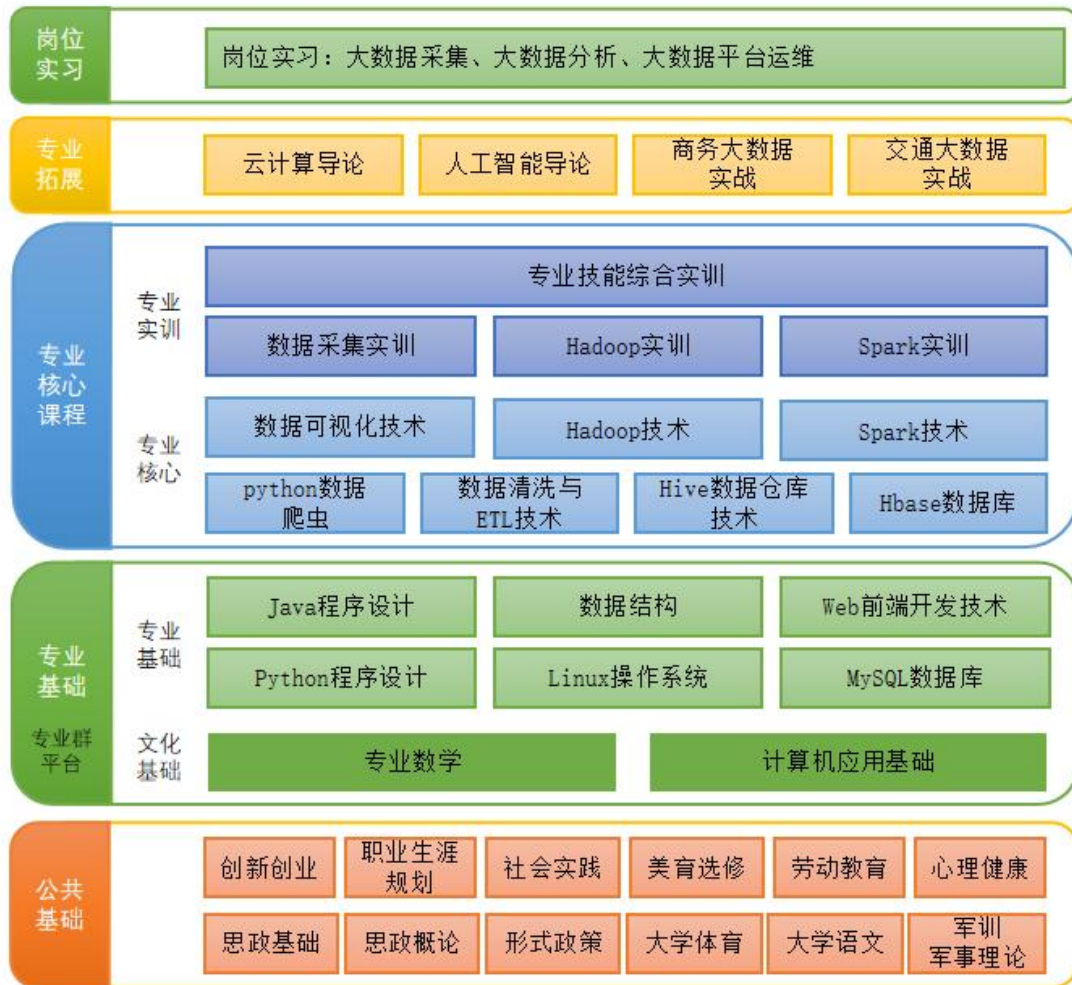 岗位
实习
岗位实习：大数据采集、大数据分析、大数据平台运维
专业
拓展
云计算导论
人工智能导论
商务大数据
实战
交通大数据
实战
专业
核心
课程
专业
实训
专业技能综合实训
数据采集实训
Hadoop实训
Spark实训
专业
核心
数据可视化技术
Hadoop技术
Spark技术
python数据
爬虫
数据清洗与
ETL技术
Hive数据仓库
技术
Hbase数据库
专业
基础
专业群
平台
专业
基础
Java程序设计
数据结构
Web前端开发技术
Python程序设计
Linux操作系统
MySQL数据库
文化
基础
专业数学
计算机应用基础
公共
基础
创新创业
职业生涯
规划
社会实践
美育选修
劳动教育
心理健康
思政基础
思政概论
形式政策
大学体育
大学语文
军训
军事理论